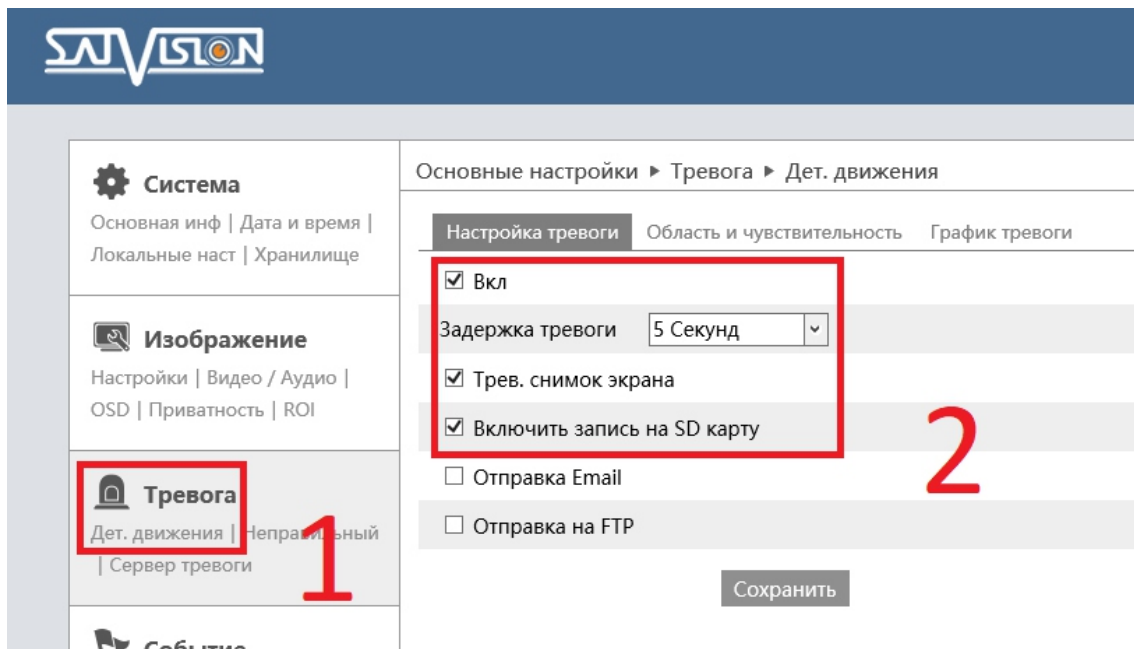 SATVISION
Система
Основная инф | Дата и время |
Локальные наст | Хранилище
Изображение
Настройки | Видео / Аудио |
OSD | Приватность | ROI
Тревога
Дет. движения | Неправильный
| Сервер тревоги
1
Событие
Основные настройки ▶ Тревога ▶ Дет. движения
Настройка тревоги Область и чувствительность График тревоги
Вкл
Задержка тревоги 5 Секунд
Трев. снимок экрана
Включить запись на SD карту
2
Отправка Email
Отправка на FTP
Сохранить